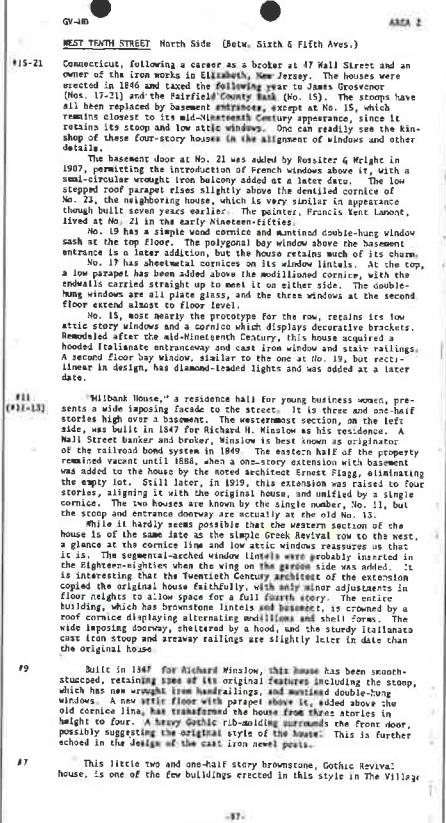 GV-HD AREA 2
WEST TENTH STREET North Side (Betw. Sixth & Fifth Aves.)
#15-21 Connecticut, following a career as a broker at 47 Wall Street and an
owner of the iron works in Elizabeth, New Jersey. The houses were
erected in 1846 and taxed the following year to James Grosvenor
(Nos. 17-21) and the Fairfield County Bank (No. 15). The stoops have
all been replaced by basement entrances, except at No. 15, which
remains closest to its mid-Nineteenth Century appearance, since it
retains its stoop and low attic windows. One can readily see the kin-
shop of these four-story houses in the alignment of windows and other
details.
The basement door at No. 21 was added by Rossiter & Wright in
1907, permitting the introduction of French windows above it, with a
semi-circular wrought iron balcony added at a later date. The low
stepped roof parapet rises slightly above the dentiled cornice of
No. 23, the neighboring house, which is very similar in appearance
though built seven years earlier. The painter, Francis Kent Lamont,
lived at No. 21 in the early Nineteen-fifties.
No. 19 has a simple wood cornice and muntined double-hung window
sash at the top floor. The polygonal bay window above the basement
entrance is a later addition, but the house retains much of its charm.
No. 17 has sheetmetal cornices on its window lintels. At the top,
a low parapet has been added above the modillioned cornice, with the
endwalls carried straight up to meet it on either side. The double-
hung windows are all plate glass, and the three windows at the second
floor extend almost to floor level.
No. 15, most nearly the prototype for the row, retains its low
attic story windows and a cornice which displays decorative brackets.
Remodeled after the mid-Nineteenth Century, this house acquired a
hooded Italianate entranceway and cast iron window and stair railings.
A second floor bay window, similar to the one at No. 19, but recti-
linear in design, has diamond-leaded lights and was added at a later
date.
#11 "Milbank House," a residence hall for young business women, pre-
(#11-13) sents a wide imposing facade to the street. It is three and one-half
stories high over a basement. The westernmost section, on the left
side, was built in 1847 for Richard H. Winslow as his residence. A
Wall Street banker and broker, Winslow is best known as originator
of the railroad bond system in 1849. The eastern half of the property
remained vacant until 1888, when a one-story extension with basement
was added to the house by the noted architect Ernest Flagg, eliminating
the empty lot. Still later, in 1919, this extension was raised to four
stories, aligning it with the original house, and unified by a single
cornice. The two houses are known by the single number, No. 11, but
the stoop and entrance doorway are actually at the old No. 13.
While it hardly seems possible that the western section of the
house is of the same date as the simple Greek Revival row to the west,
a glance at the cornice line and low attic windows reassures us that
it is. The segmental-arched window lintels were probably inserted in
the Eighteen-eighties when the wing on the garden side was added. It
is interesting that the Twentieth Century architect of the extension
copied the original house faithfully, with only minor adjustments in
floor heights to allow space for a full fourth story. The entire
building, which has brownstone lintels and basement, is crowned by a
roof cornice displaying alternating modillions and shell forms. The
wide imposing doorway, sheltered by a hood, and the sturdy Italianate
cast iron stoop and areaway railings are slightly later in date than
the original house.
#9 Built in 1847 for Richard Winslow, this house has been smooth-
stuccoed, retaining some of its original features including the stoop,
which has new wrought iron handrailings, and muntined double-hung
windows. A new attic floor with parapet above it, added above the
old cornice line, has transformed the house from three stories in
height to four. A heavy Gothic rib-molding surrounds the front door,
possibly suggesting the original style of the house. This is further
echoed in the design of the cast iron newel posts.
#7 This little two and one-half story brownstone, Gothic Revival
house, is one of the few buildings erected in this style in The Village
-87-